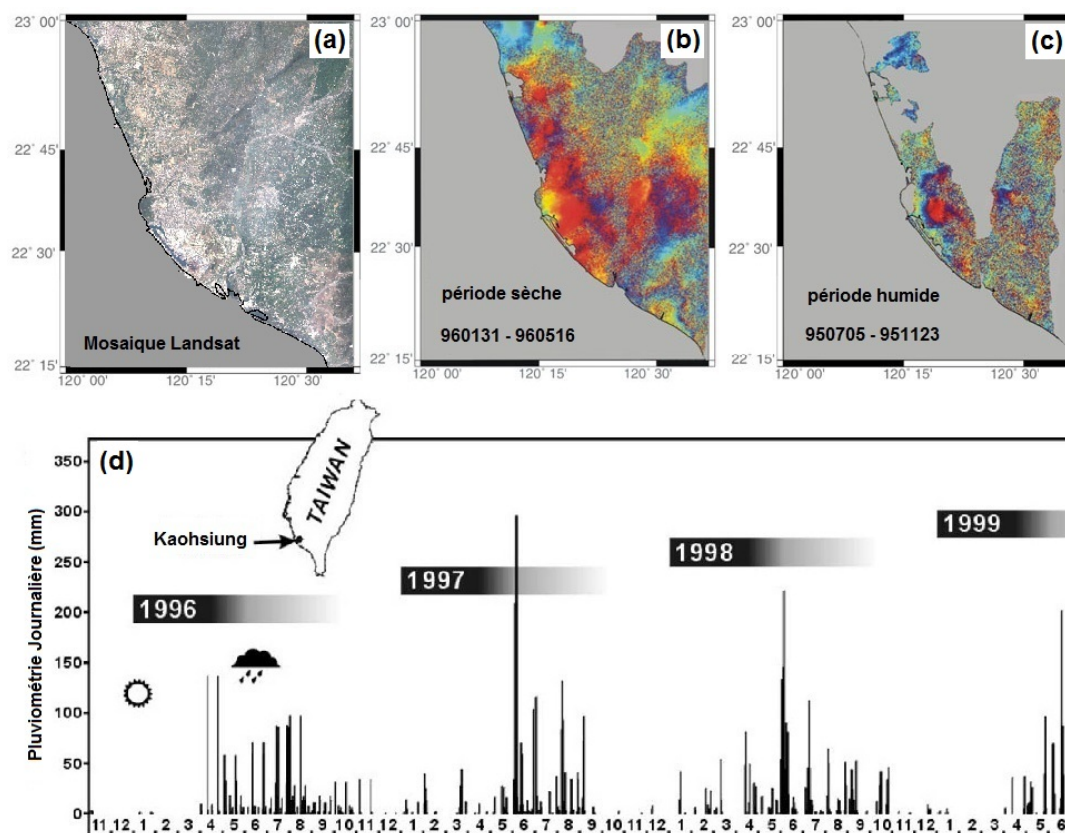 23° 00'
22° 45'
22° 30'
22° 15'
120° 00'
120° 15'
120° 30'
(a)
Mosaique Landsat
23° 00'
22° 45'
22° 30'
22° 15'
120° 00'
120° 15'
120° 30'
(b)
période sèche
960131 - 960516
23° 00'
22° 45'
22° 30'
22° 15'
120° 00'
120° 15'
120° 30'
(c)
période humide
950705 - 951123
(d)
Pluviométrie Journalière (mm)
350
300
250
200
150
100
50
0
TAIWAN
Kaohsiung
1996
1997
1998
1999
11.12.1.2.3.4.5.6.7.8.9.10.11.12.1.2.3.4.5.6.7.8.9.10.11.12.1.2.3.4.5.6.7.8.9.10.11.12.1.2.3.4.5.6